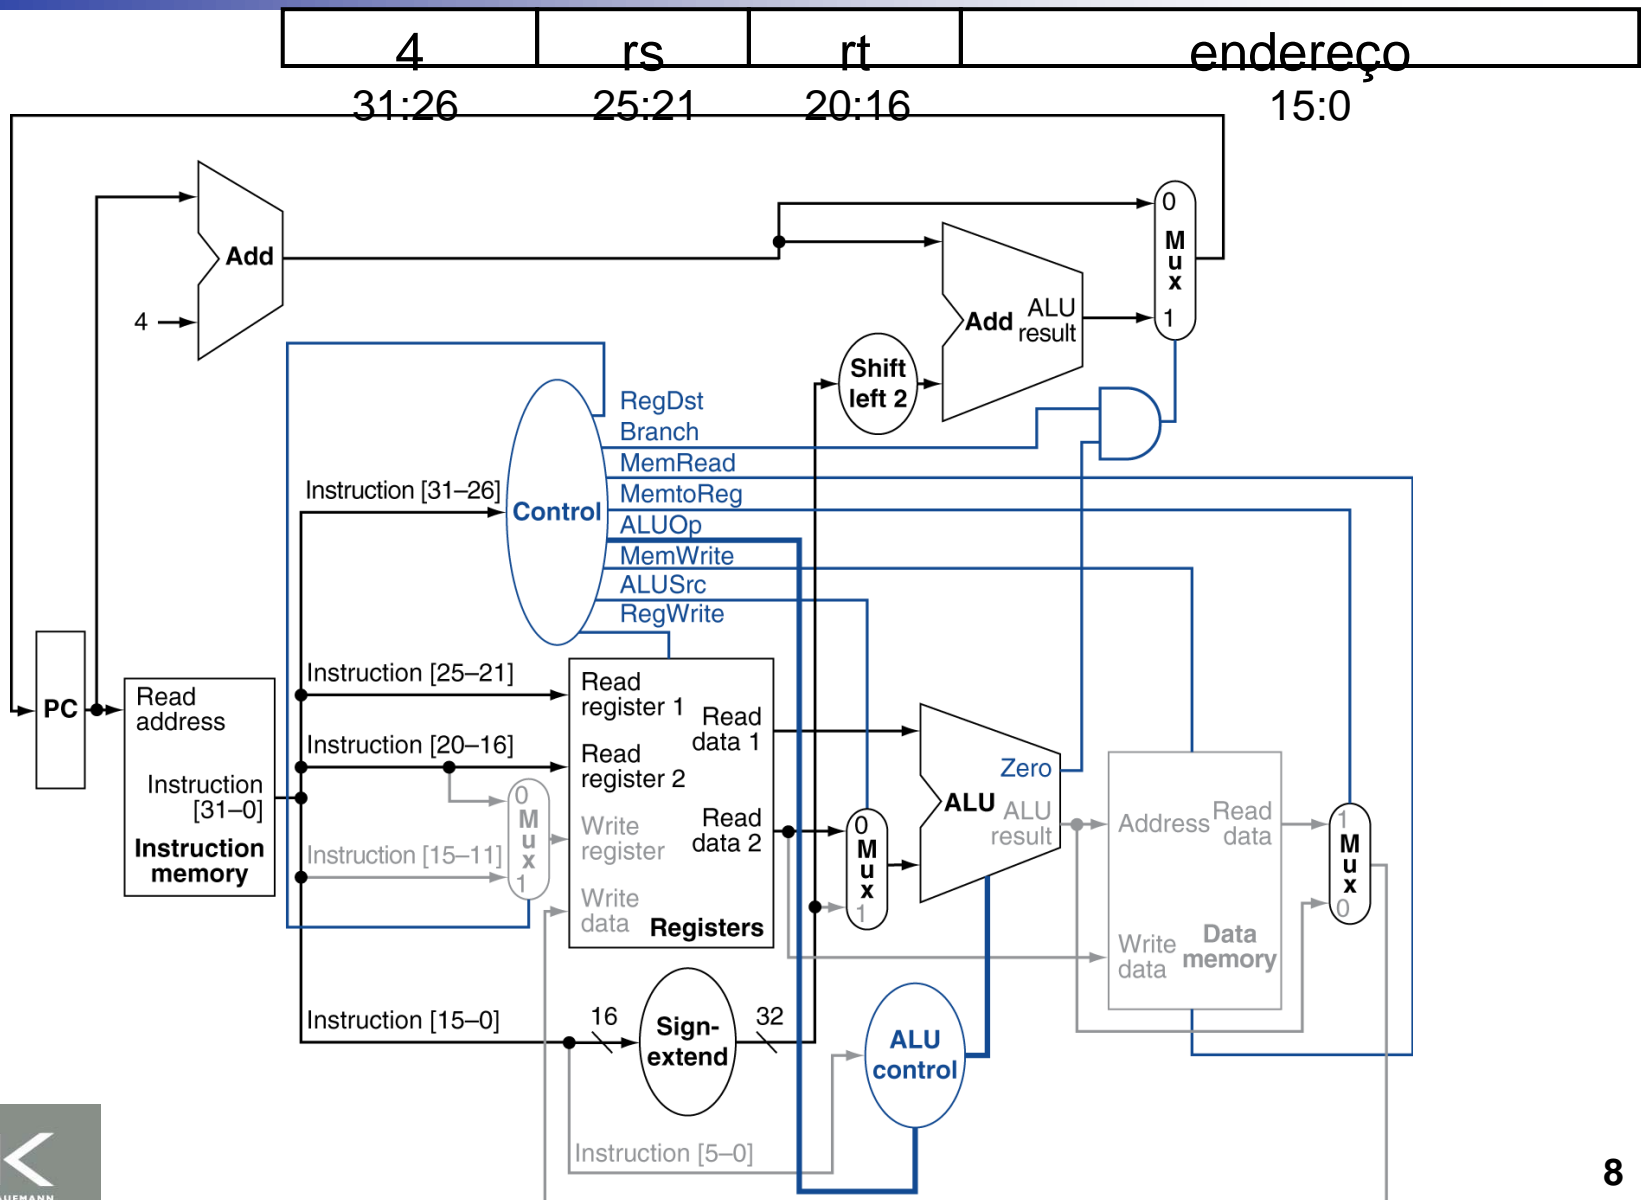 4 rs rt endereço
31:26 25:21 20:16 15:0
Add
4
0
M
u
x
1
Add
ALU
result
Shift
left 2
RegDst
Branch
MemRead
MemtoReg
ALUOp
MemWrite
ALUSrc
RegWrite
Control
Instruction [31–26]
Instruction [25–21]
Instruction [20–16]
Instruction [15–11]
Instruction [15–0]
Instruction [5–0]
PC
Read
address
Instruction
[31–0]
Instruction
memory
0
M
u
x
1
Read
register 1
Read
register 2
Write
register
Write
data
Read
data 1
Read
data 2
Registers
0
M
u
x
1
Zero
ALU
ALU
result
Address
Read
data
Write
data
Data
memory
1
M
u
x
0
16
Sign-
extend
32
ALU
control
8